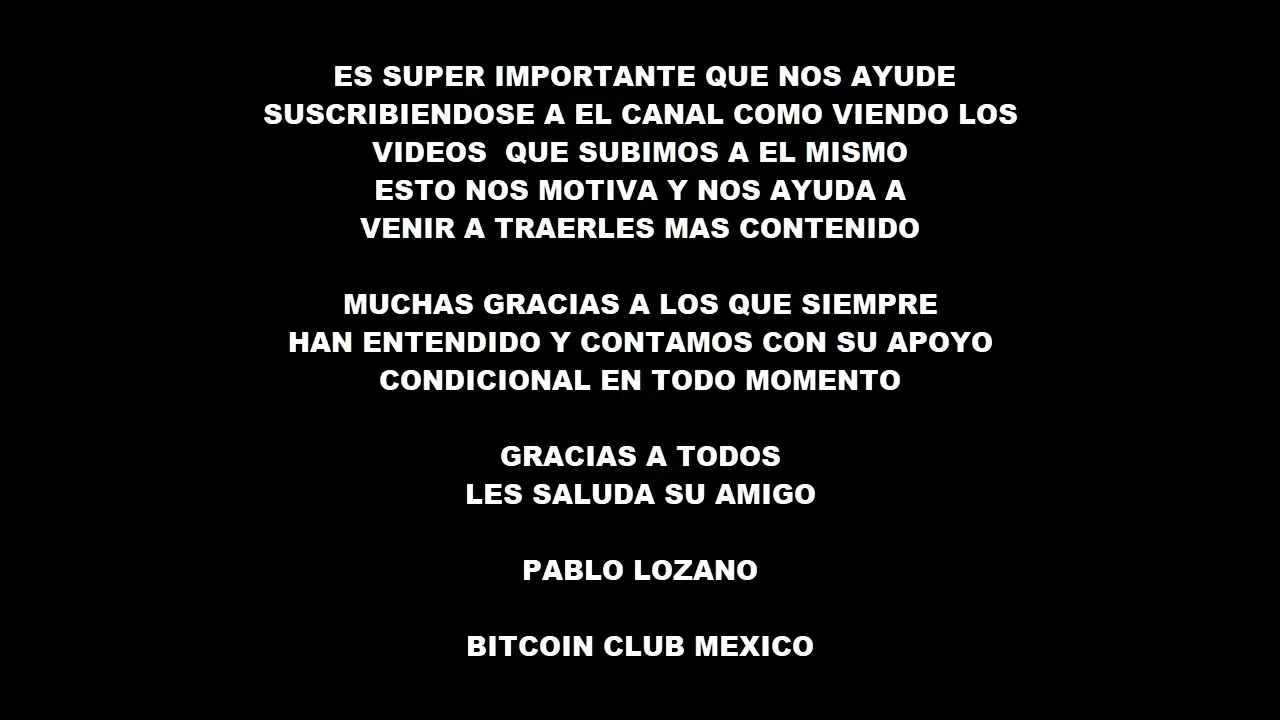 ES SUPER IMPORTANTE QUE NOS AYUDE
SUSCRIBIENDOSE A EL CANAL COMO VIENDO LOS
VIDEOS  QUE SUBIMOS A EL MISMO
ESTO NOS MOTIVA Y NOS AYUDA A
VENIR A TRAERLES MAS CONTENIDO
MUCHAS GRACIAS A LOS QUE SIEMPRE
HAN ENTENDIDO Y CONTAMOS CON SU APOYO
CONDICIONAL EN TODO MOMENTO
GRACIAS A TODOS
LES SALUDA SU AMIGO
PABLO LOZANO
BITCOIN CLUB MEXICO